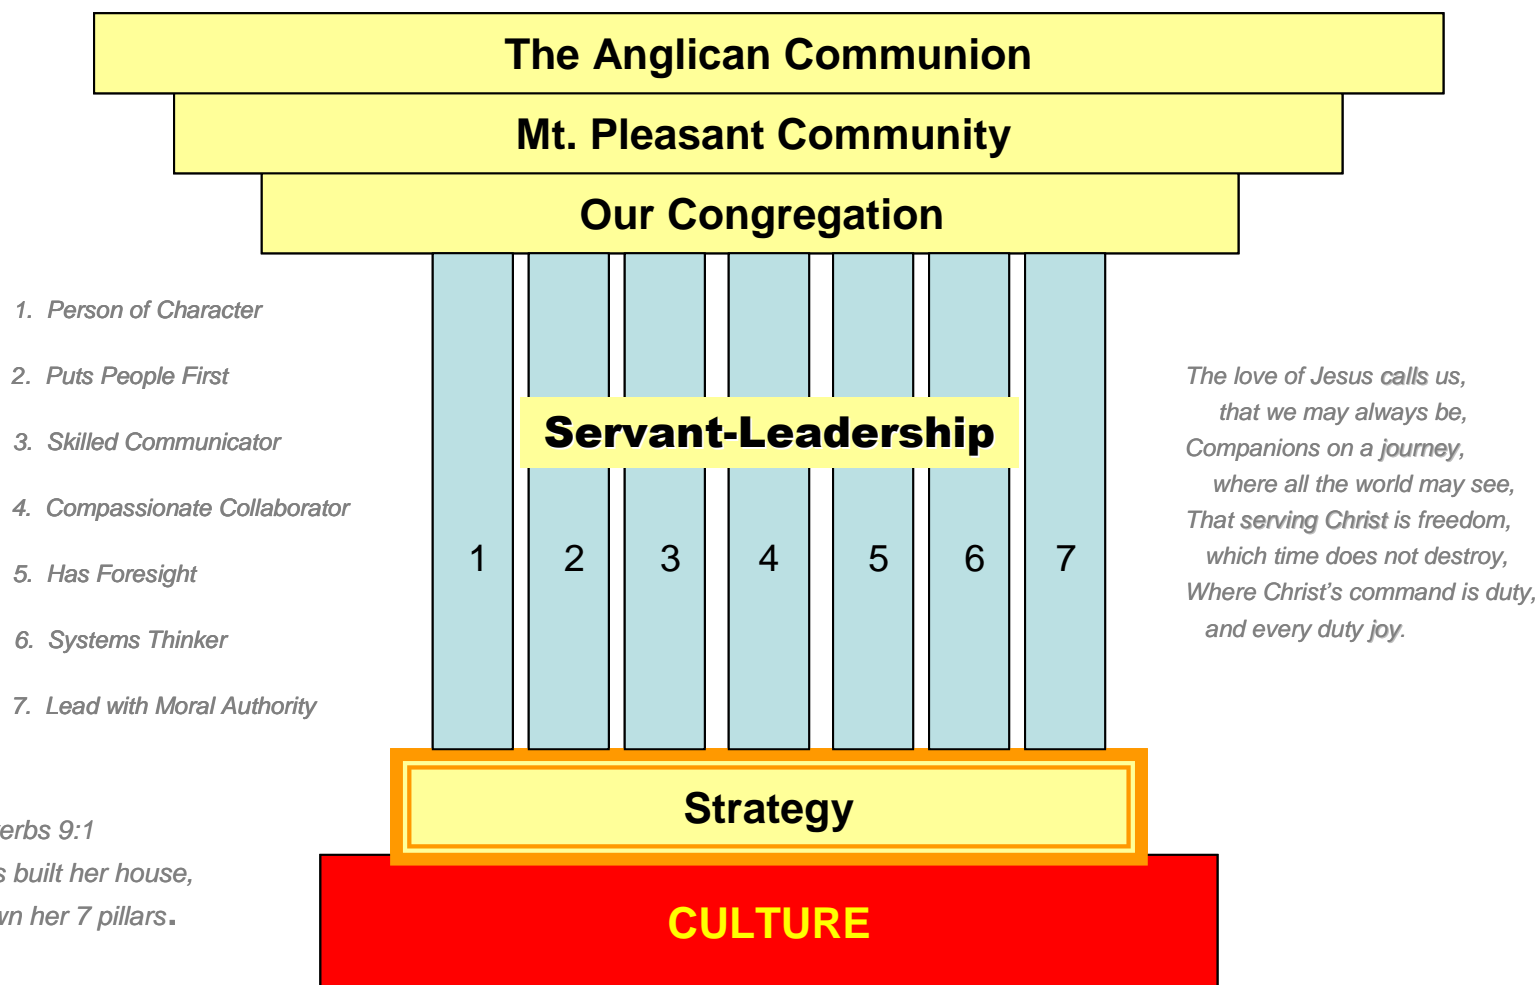 The Anglican Communion
Mt. Pleasant Community
Our Congregation
1. Person of Character
2. Puts People First
3. Skilled Communicator
4. Compassionate Collaborator
5. Has Foresight
6. Systems Thinker
7. Lead with Moral Authority
Servant-Leadership
1 2 3 4 5 6 7
The love of Jesus calls us,
that we may always be,
Companions on a journey,
where all the world may see,
That serving Christ is freedom,
which time does not destroy,
Where Christ's command is duty,
and every duty joy.
Strategy
9:1
built her house,
her 7 pillars.
CULTURE